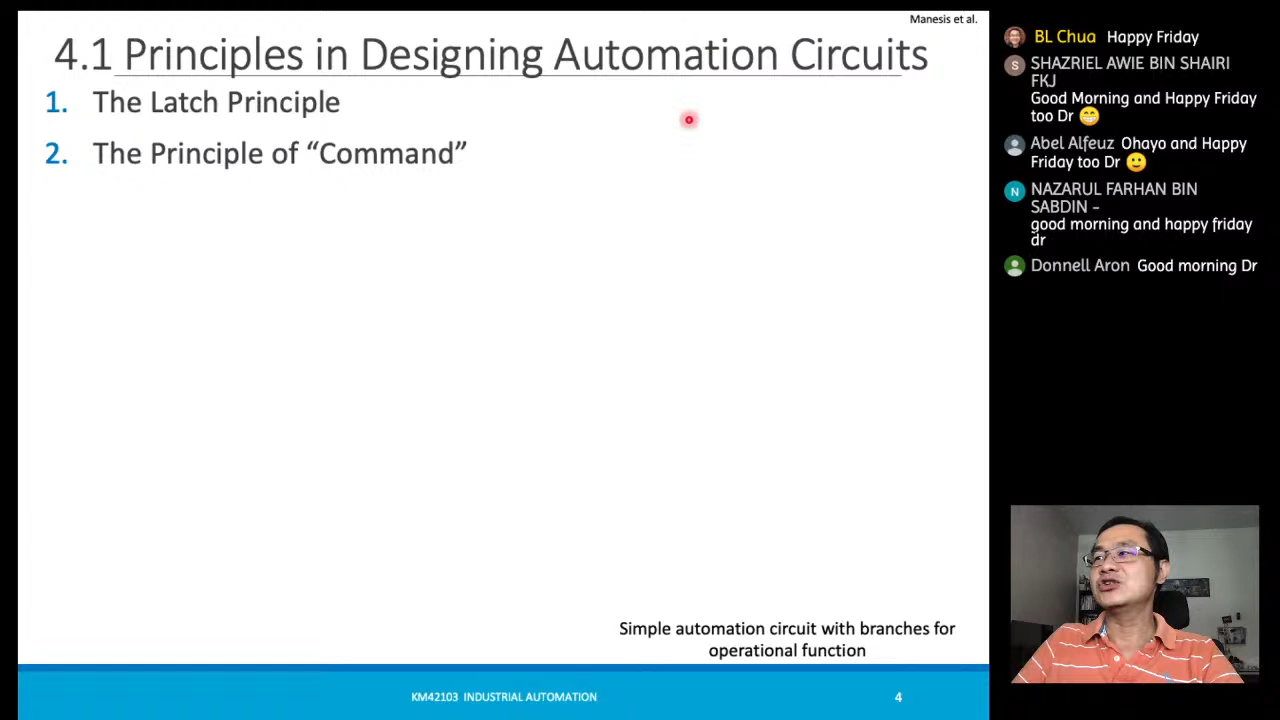 Manesis et al.
4.1 Principles in Designing Automation Circuits
1. The Latch Principle
2. The Principle of “Command”
Simple automation circuit with branches for
operational function
KM42103 INDUSTRIAL AUTOMATION
4
BL Chua Happy Friday
S
SHAZRIEL AWIE BIN SHAIRI
FKJ
Good Morning and Happy Friday
too Dr 😁
Abel Alfeuz Ohayo and Happy
Friday too Dr 🙂
N
NAZARUL FARHAN BIN
SABDIN -
good morning and happy friday
dr
Donnell Aron Good morning Dr